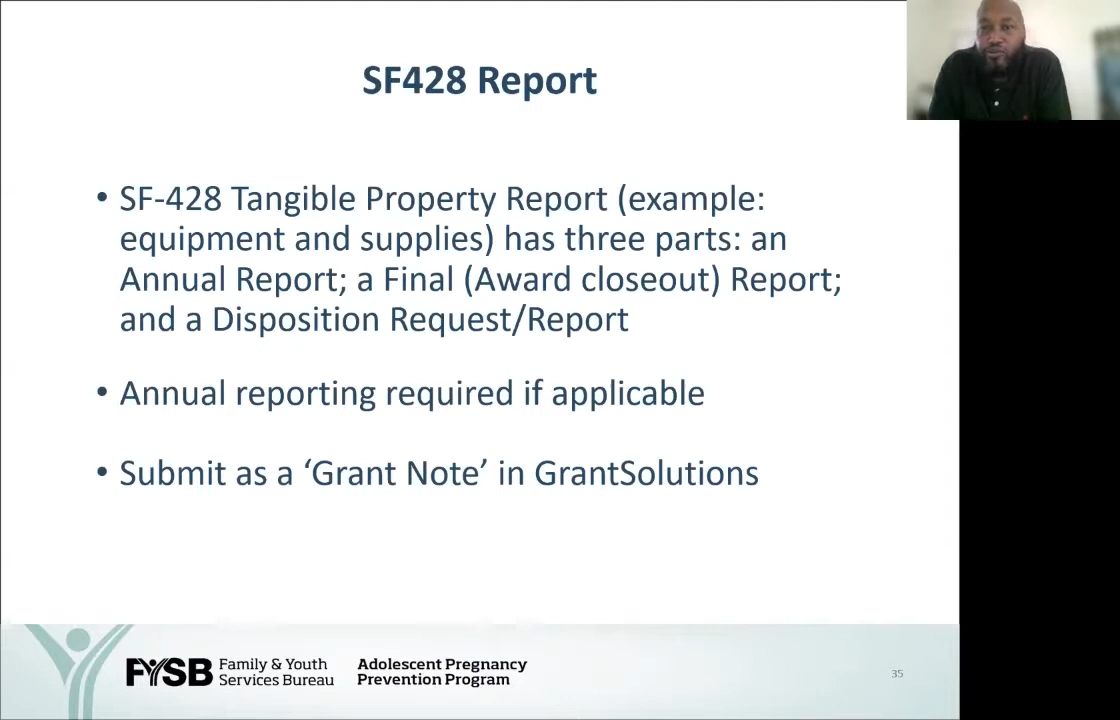 SF428 Report
• SF-428 Tangible Property Report (example:
equipment and supplies) has three parts: an
Annual Report; a Final (Award closeout) Report;
and a Disposition Request/Report
• Annual reporting required if applicable
• Submit as a ‘Grant Note’ in GrantSolutions
FYSB Family & Youth
Services Bureau
Adolescent Pregnancy
Prevention Program
35